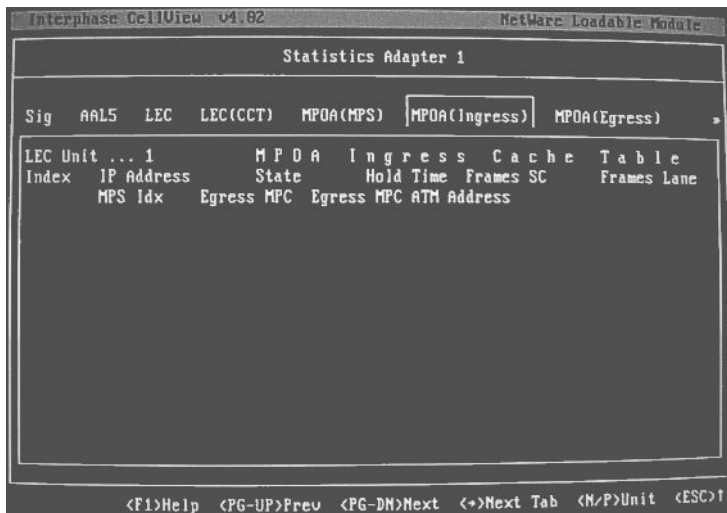 Interphase CellView v4.02 NetWare Loadable Module
Statistics Adapter 1
Sig AAL5 LEC LEC(CCT) MPOA(MPS) MPOA(Ingress) MPOA(Egress) »
LEC Unit ... 1 M P O A I n g r e s s C a c h e T a b l e
Index IP Address State Hold Time Frames SC Frames Lane
MPS Idx Egress MPC Egress MPC ATM Address
<F1>Help <PG-UP>Prev <PG-DN>Next <→>Next Tab <N/P>Unit <ESC>↑